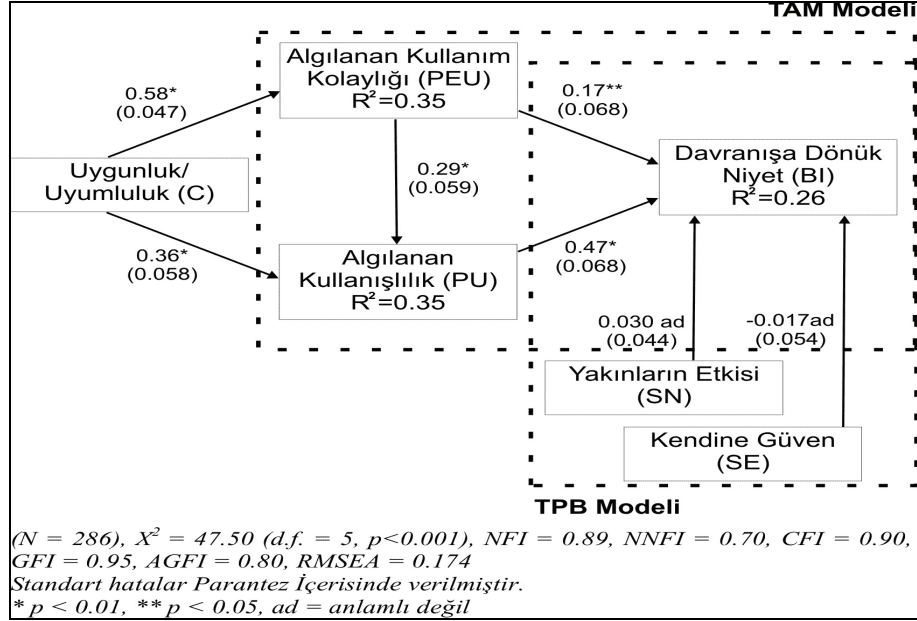 TAM Modeli
Algılanan Kullanım
Kolaylığı (PEU)
R²=0.35
0.58*
(0.047)
0.17**
(0.068)
Uygunluk/
Uyumluluk (C)
0.29*
(0.059)
Davranışa Dönük
Niyet (BI)
R²=0.26
0.36*
(0.058)
Algılanan
Kullanışlılık (PU)
R²=0.35
0.47*
(0.068)
0.030 ad
(0.044)
-0.017ad
(0.054)
Yakınların Etkisi
(SN)
Kendine Güven
(SE)
TPB Modeli
(N = 286), X² = 47.50 (d.f. = 5, p<0.001), NFI = 0.89, NNFI = 0.70, CFI = 0.90,
GFI = 0.95, AGFI = 0.80, RMSEA = 0.174
Standart hatalar Parantez İçerisinde verilmiştir.
* p < 0.01, ** p < 0.05, ad = anlamlı değil